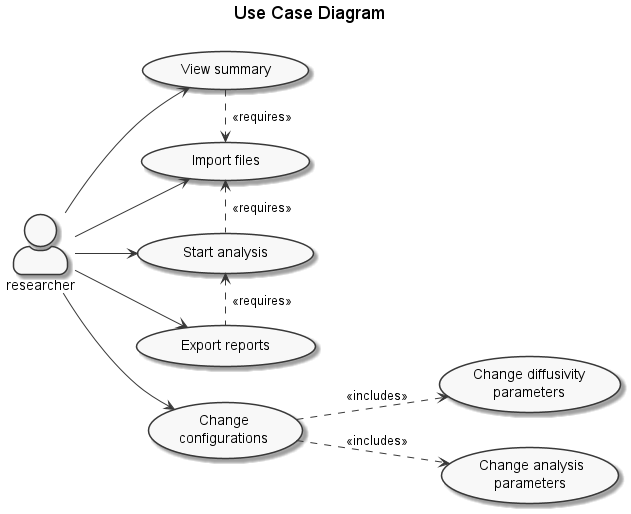 Use Case Diagram
View summary
«requires»
Import files
«requires»
Start analysis
researcher
«requires»
Export reports
Change diffusivity
parameters
«includes»
Change
configurations
«includes»
Change analysis
parameters